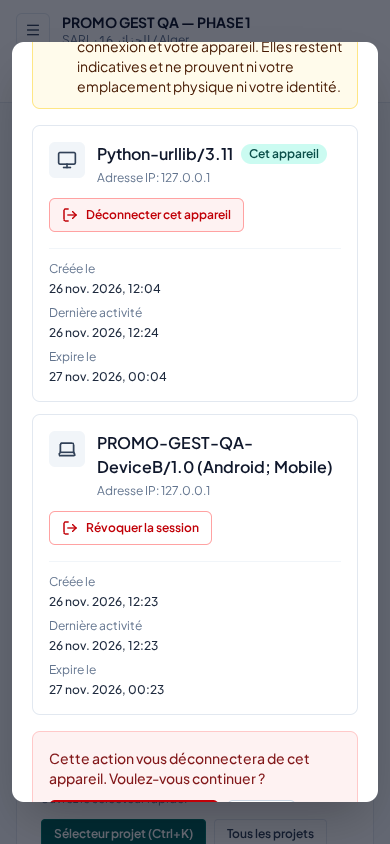 PROMO GEST QA — PHASE 1
connexion et votre appareil. Elles restent
indicatives et ne prouvent ni votre
emplacement physique ni votre identité.
Python-urllib/3.11 Cet appareil
Adresse IP: 127.0.0.1
Déconnecter cet appareil
Créée le
26 nov. 2026, 12:04
Dernière activité
26 nov. 2026, 12:24
Expire le
27 nov. 2026, 00:04
PROMO-GEST-QA-
DeviceB/1.0 (Android; Mobile)
Adresse IP: 127.0.0.1
Révoquer la session
Créée le
26 nov. 2026, 12:23
Dernière activité
26 nov. 2026, 12:23
Expire le
27 nov. 2026, 00:23
Cette action vous déconnectera de cet
appareil. Voulez-vous continuer ?
Sélecteur projet (Ctrl+K) Tous les projets